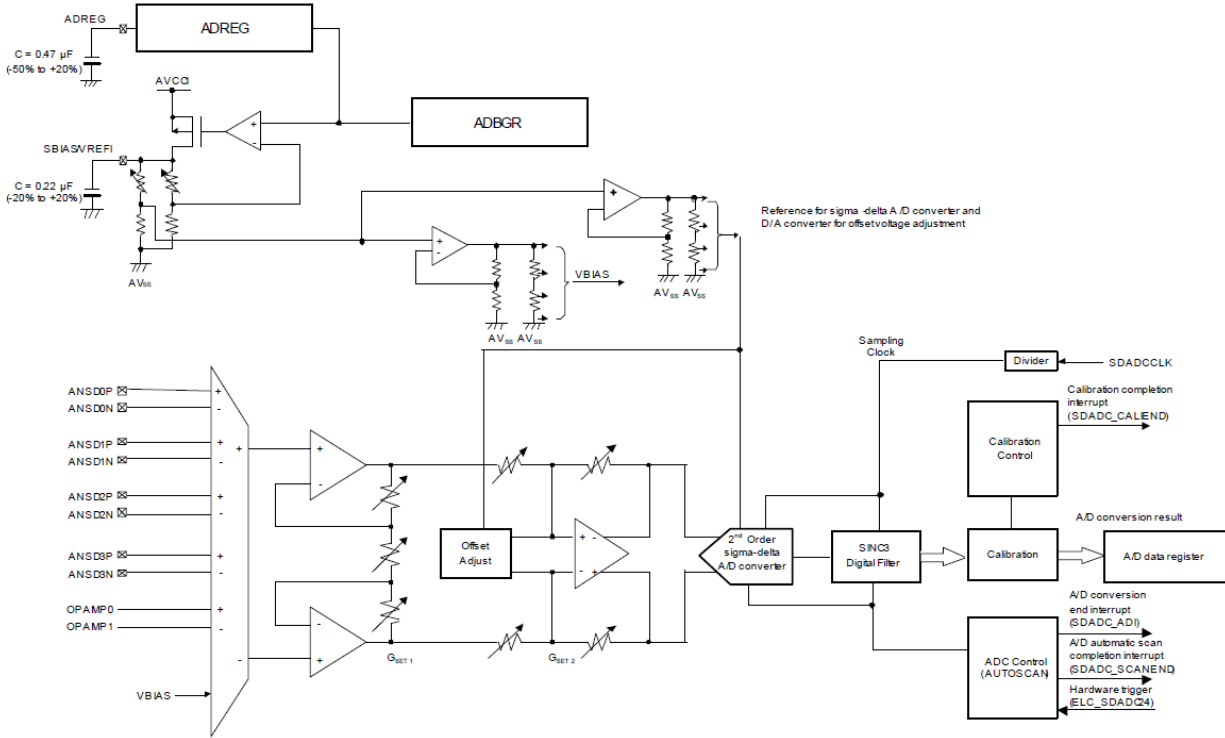 ADREG
ADREG
C = 0.47 µF
(-50% to +20%)
AVCCI
ADBGR
SBIAS/VREFI
C = 0.22 µF
(-20% to +20%)
AVSS
Reference for sigma -delta A/D converter and
D/A converter for offset voltage adjustment
VBIAS
AVSS AVSS
AVSS AVSS
Sampling
Clock
Divider
SDADCCLK
Calibration completion
interrupt
(SDADC_CALIEND)
Calibration
Control
ANSD0P
ANSD0N
ANSD1P
ANSD1N
ANSD2P
ANSD2N
ANSD3P
ANSD3N
OPAMP0
OPAMP1
VBIAS
GSET 1
GSET 2
Offset
Adjust
2nd Order
sigma-delta
A/D converter
SINC3
Digital Filter
Calibration
A/D conversion result
A/D data register
A/D conversion
end interrupt
(SDADC_ADI)
A/D automatic scan
completion interrupt
(SDADC_SCANEND)
Hardware trigger
(ELC_SDADC24)
ADC Control
(AUTOSCAN)